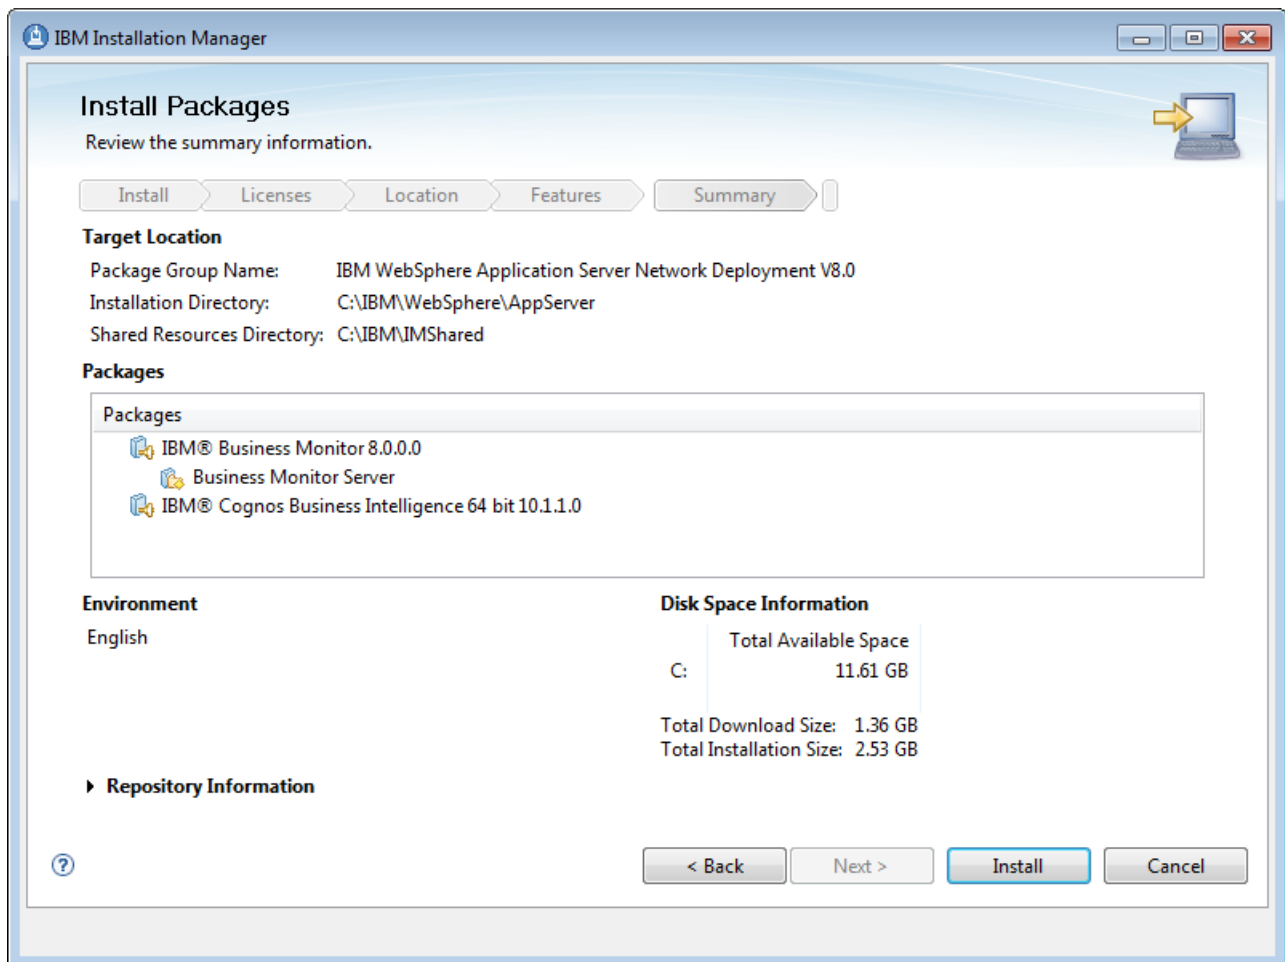 IBM Installation Manager
Install Packages
Review the summary information.
Install Licenses Location Features Summary
Target Location
Package Group Name: IBM WebSphere Application Server Network Deployment V8.0
Installation Directory: C:\IBM\WebSphere\AppServer
Shared Resources Directory: C:\IBM\IMShared
Packages
Packages
IBM® Business Monitor 8.0.0.0
Business Monitor Server
IBM® Cognos Business Intelligence 64 bit 10.1.1.0
Environment
English
Disk Space Information
Total Available Space
C: 11.61 GB
Total Download Size: 1.36 GB
Total Installation Size: 2.53 GB
Repository Information
? < Back Next > Install Cancel